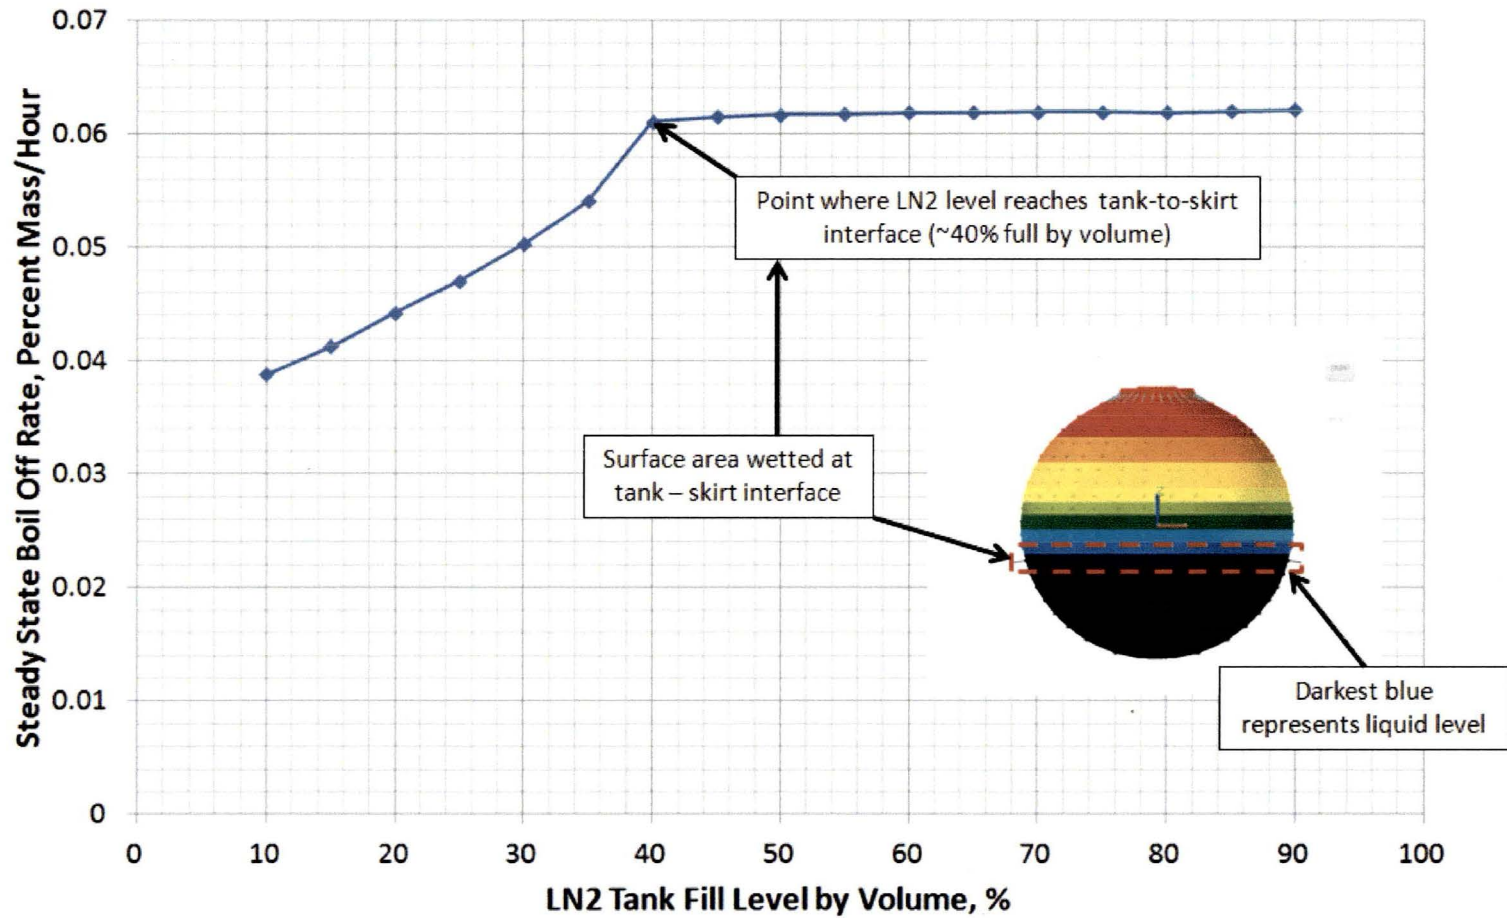 Steady State Boil Off Rate, Percent Mass/Hour
0.07
0.06
0.05
0.04
0.03
0.02
0.01
0
Point where LN2 level reaches tank-to-skirt
interface (~40% full by volume)
Surface area wetted at
tank – skirt interface
Darkest blue
represents liquid level
0 10 20 30 40 50 60 70 80 90 100
LN2 Tank Fill Level by Volume, %